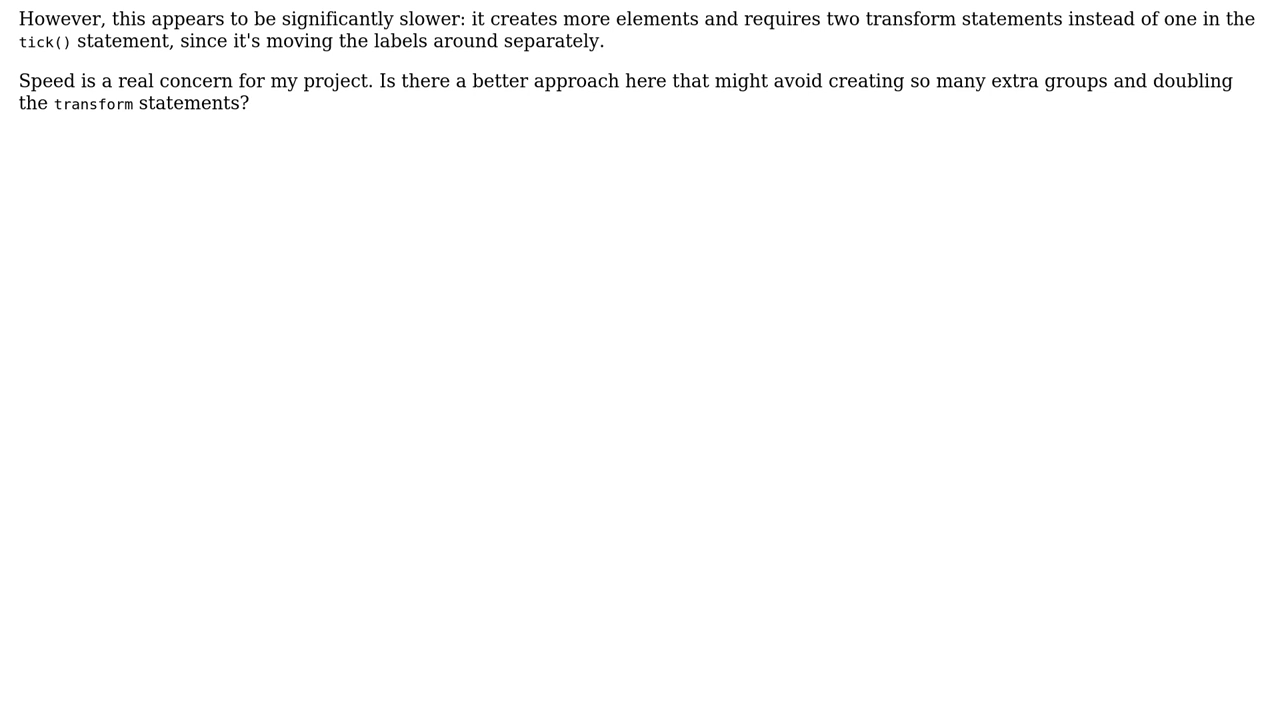 However, this appears to be significantly slower: it creates more elements and requires two transform statements instead of one in the
tick() statement, since it's moving the labels around separately.
Speed is a real concern for my project. Is there a better approach here that might avoid creating so many extra groups and doubling
the transform statements?